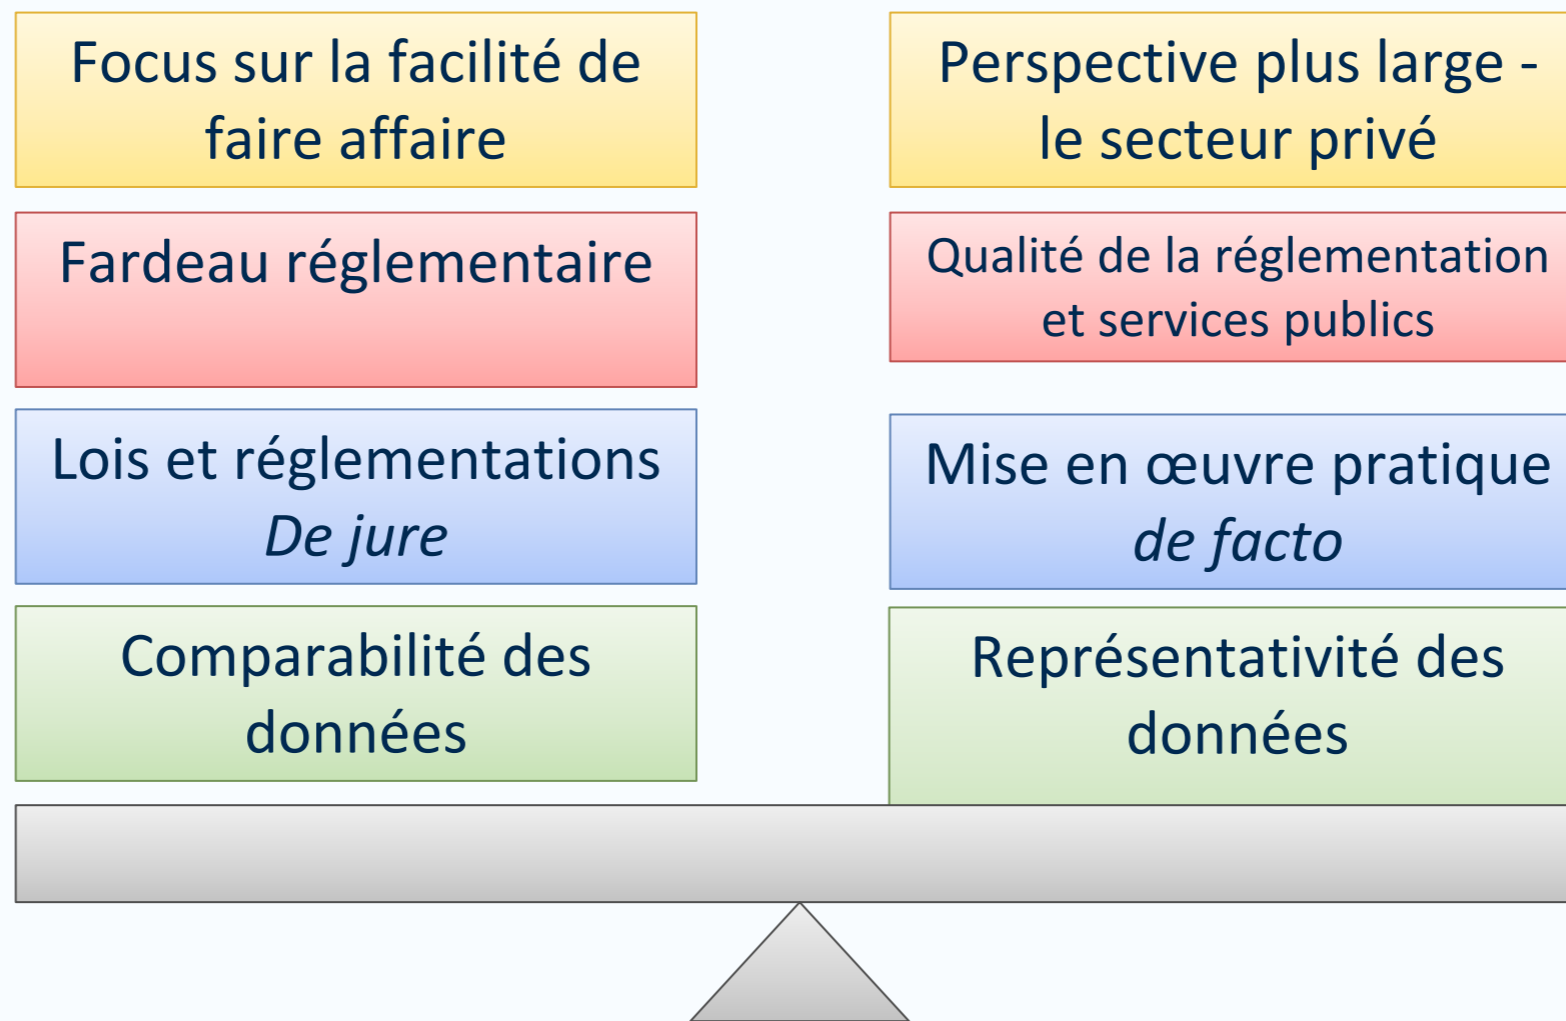 Focus sur la facilité de
faire affaire
Perspective plus large -
le secteur privé
Fardeau réglementaire
Qualité de la réglementation
et services publics
Lois et réglementations
De jure
Mise en œuvre pratique
de facto
Comparabilité des
données
Représentativité des
données